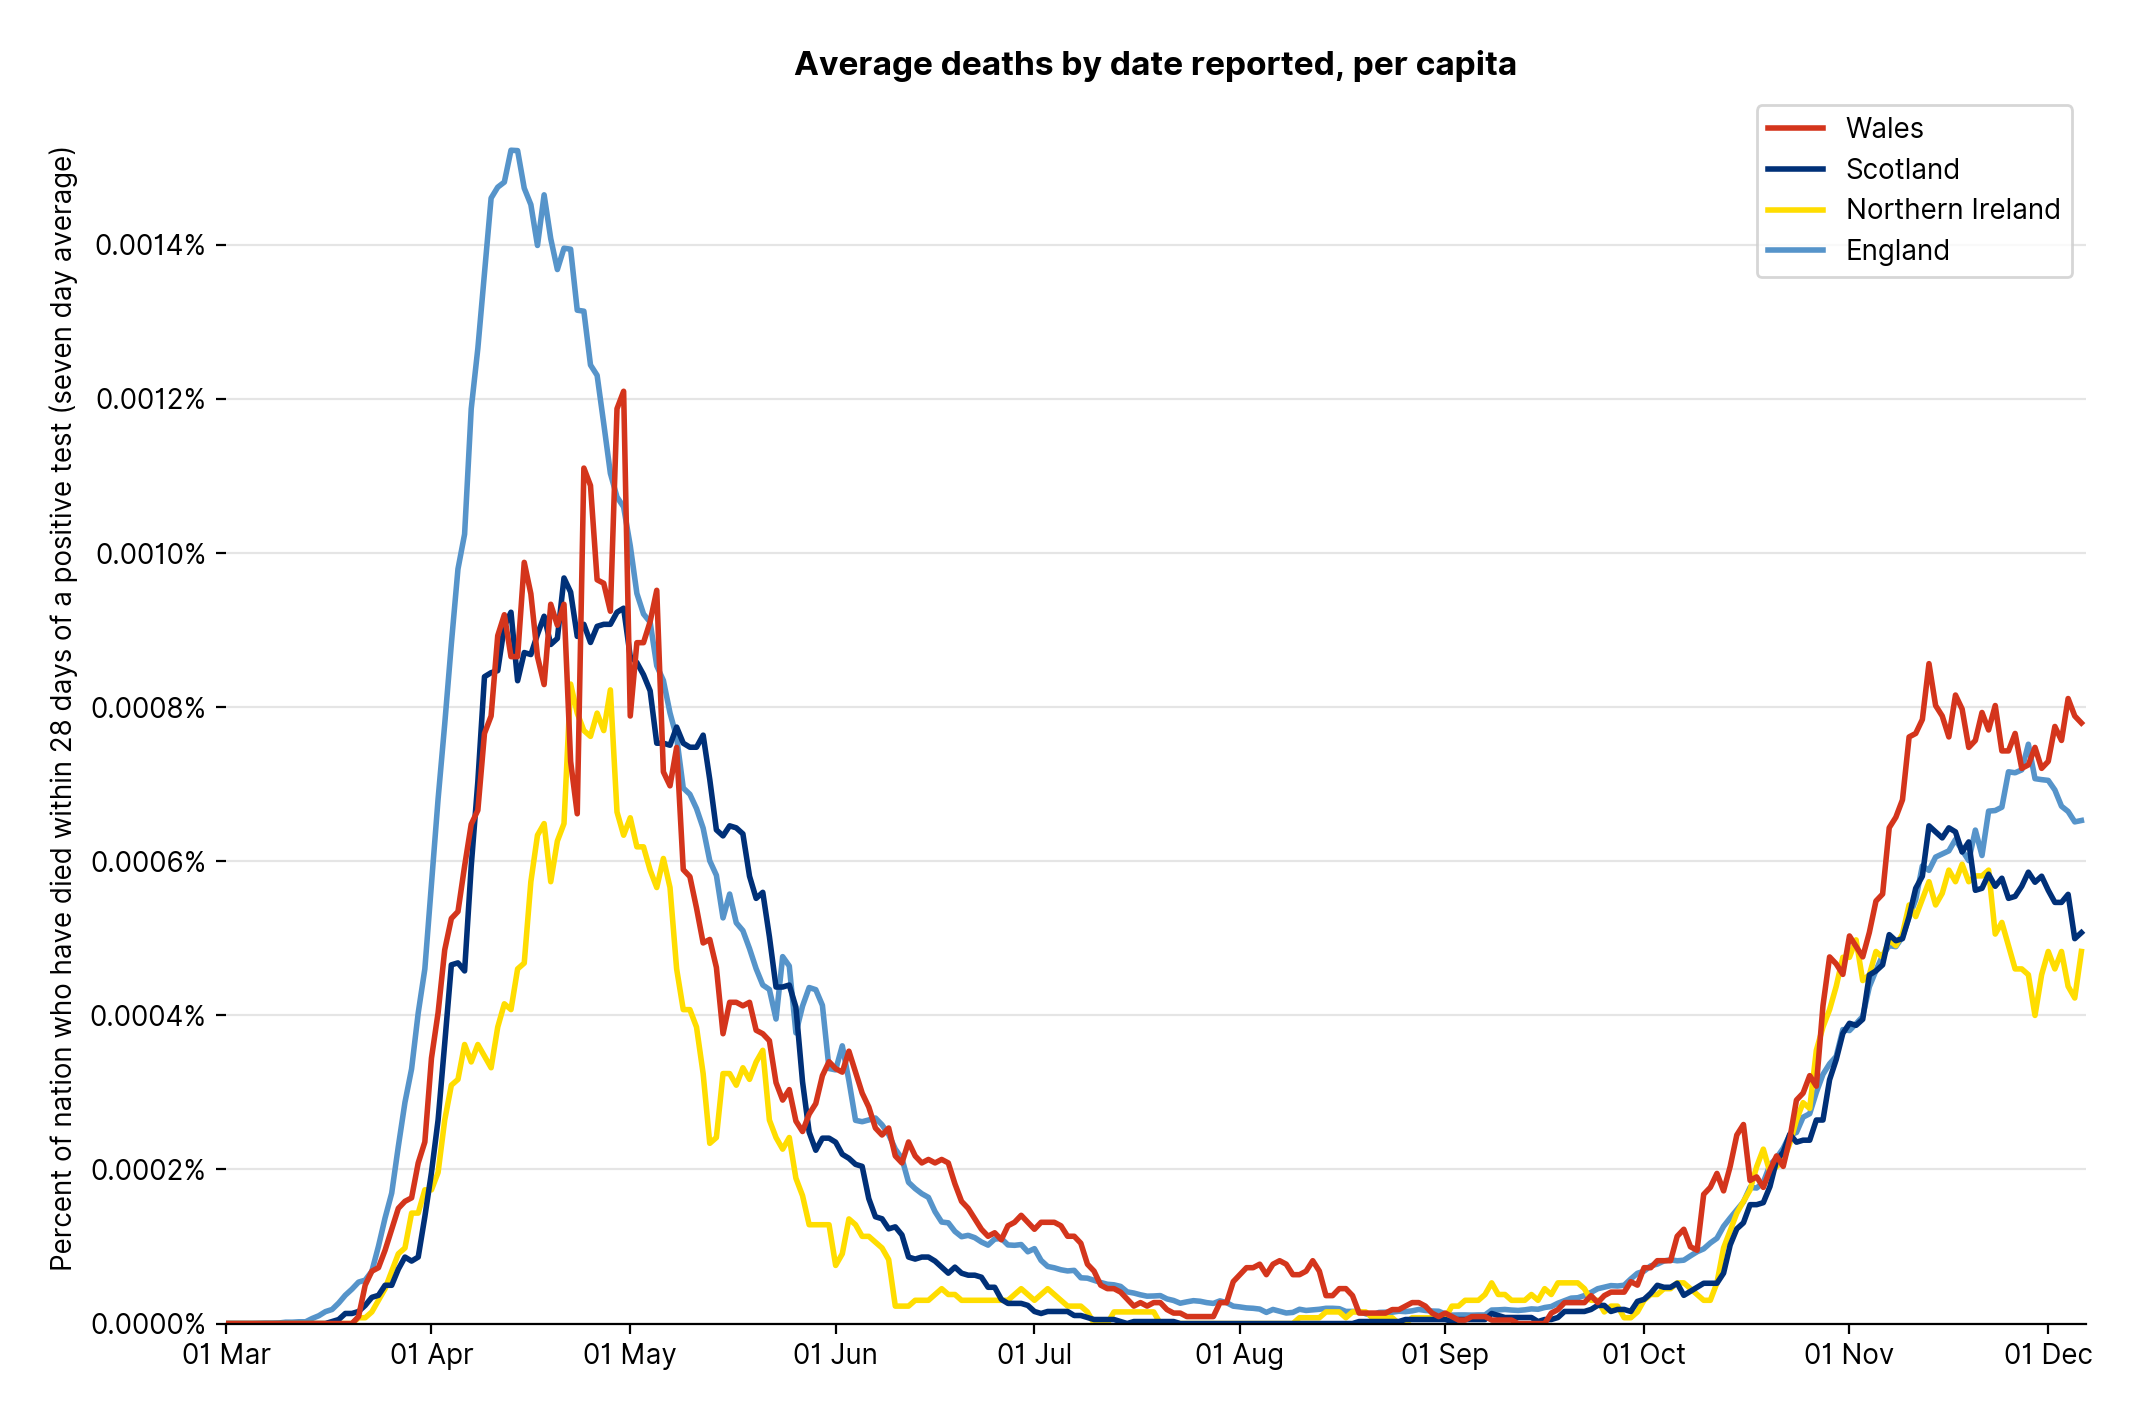 Average deaths by date reported, per capita
Wales
Scotland
Northern Ireland
England
Percent of nation who have died within 28 days of a positive test (seven day average)
0.0014%
0.0012%
0.0010%
0.0008%
0.0006%
0.0004%
0.0002%
0.0000%
01 Mar 01 Apr 01 May 01 Jun 01 Jul 01 Aug 01 Sep 01 Oct 01 Nov 01 Dec